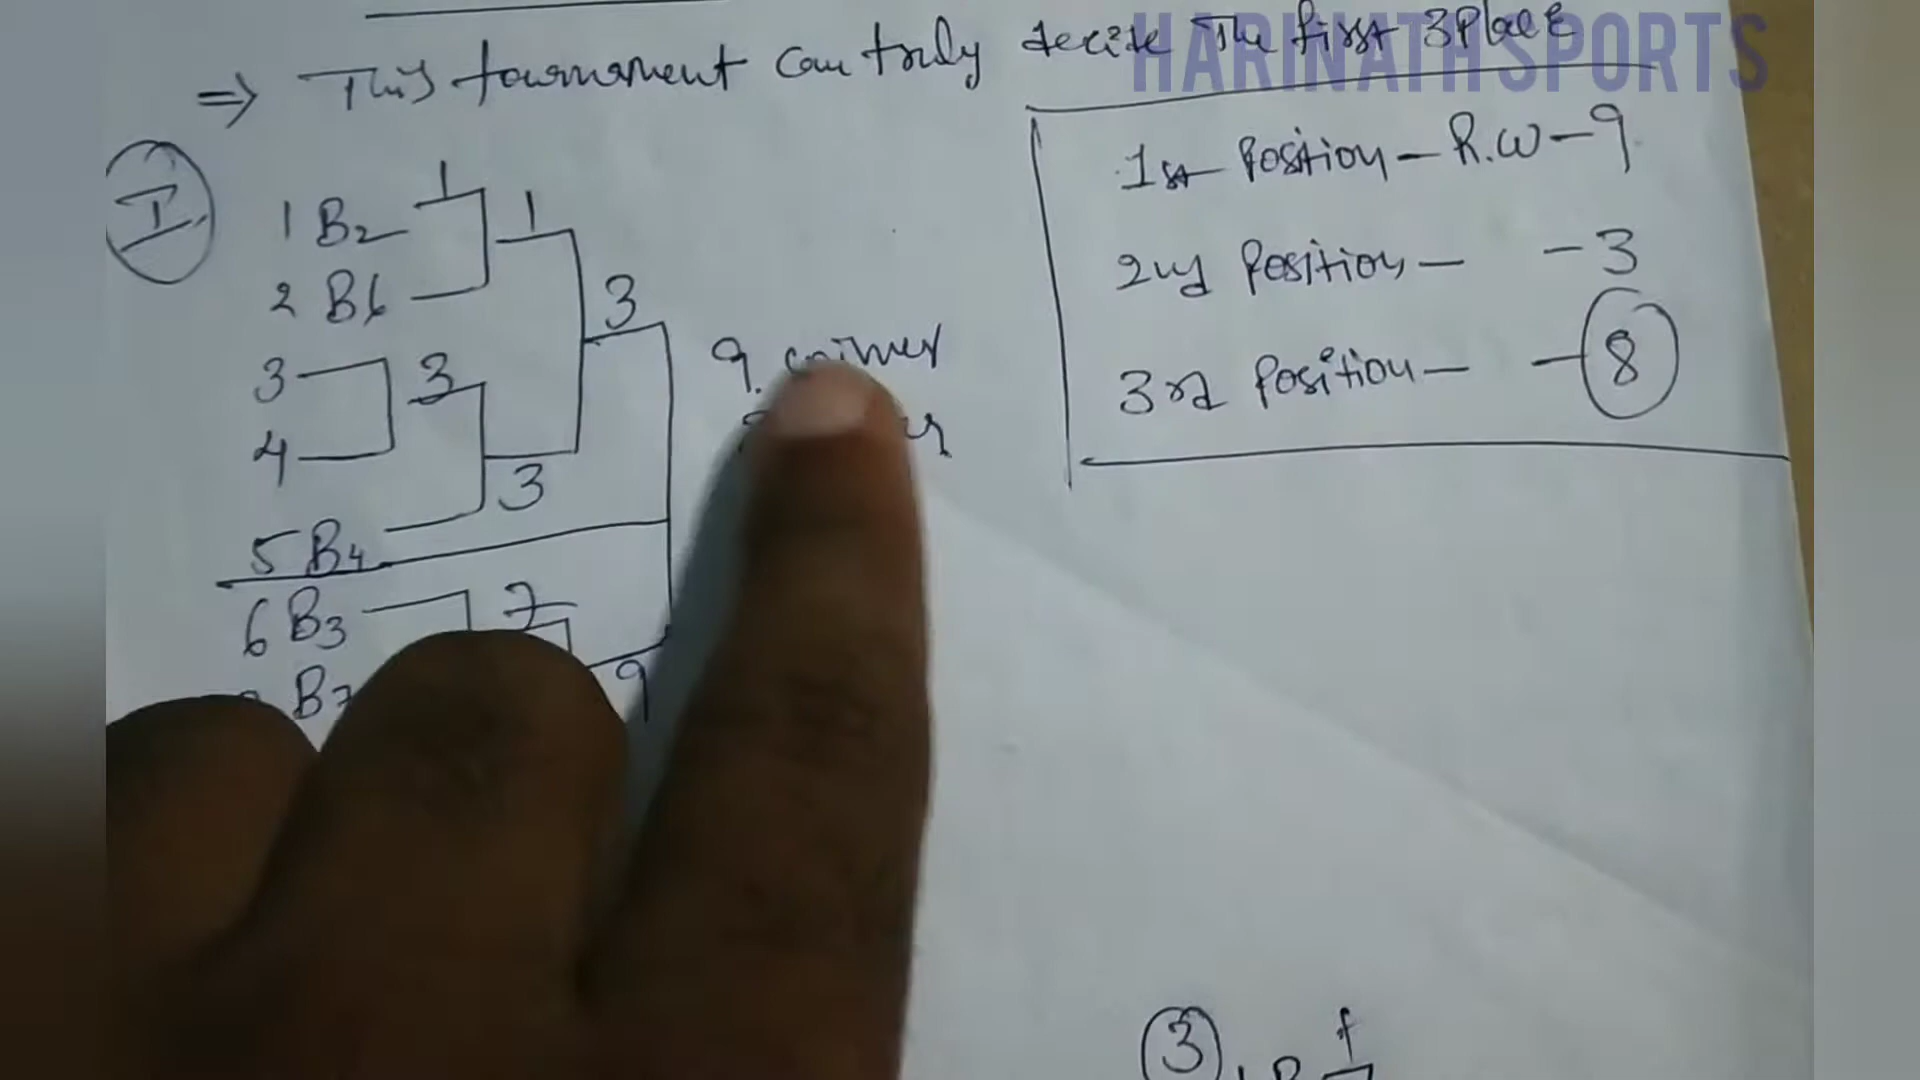 HARINATH SPORTS
⇒ This tournament can truly decide The first 3 Place
I
1st Position - R.W - 9
2nd Position - - 3
3rd Position - - 8
1 B2 1 1
2 B6
3 3 3
4
3
5 B4
6 B3 7
B7 9
9. winner
3